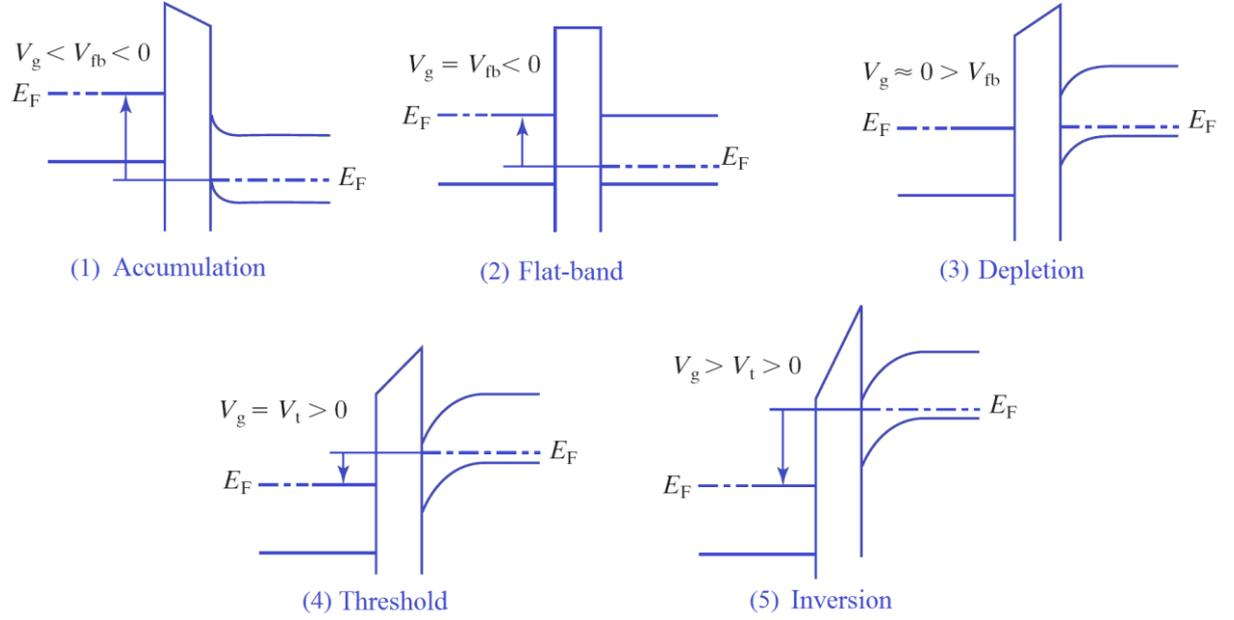 V_g < V_fb < 0
E_F
E_F
(1) Accumulation
V_g = V_fb < 0
E_F
E_F
(2) Flat-band
V_g ≈ 0 > V_fb
E_F
E_F
(3) Depletion
V_g = V_t > 0
E_F
E_F
(4) Threshold
V_g > V_t > 0
E_F
E_F
(5) Inversion